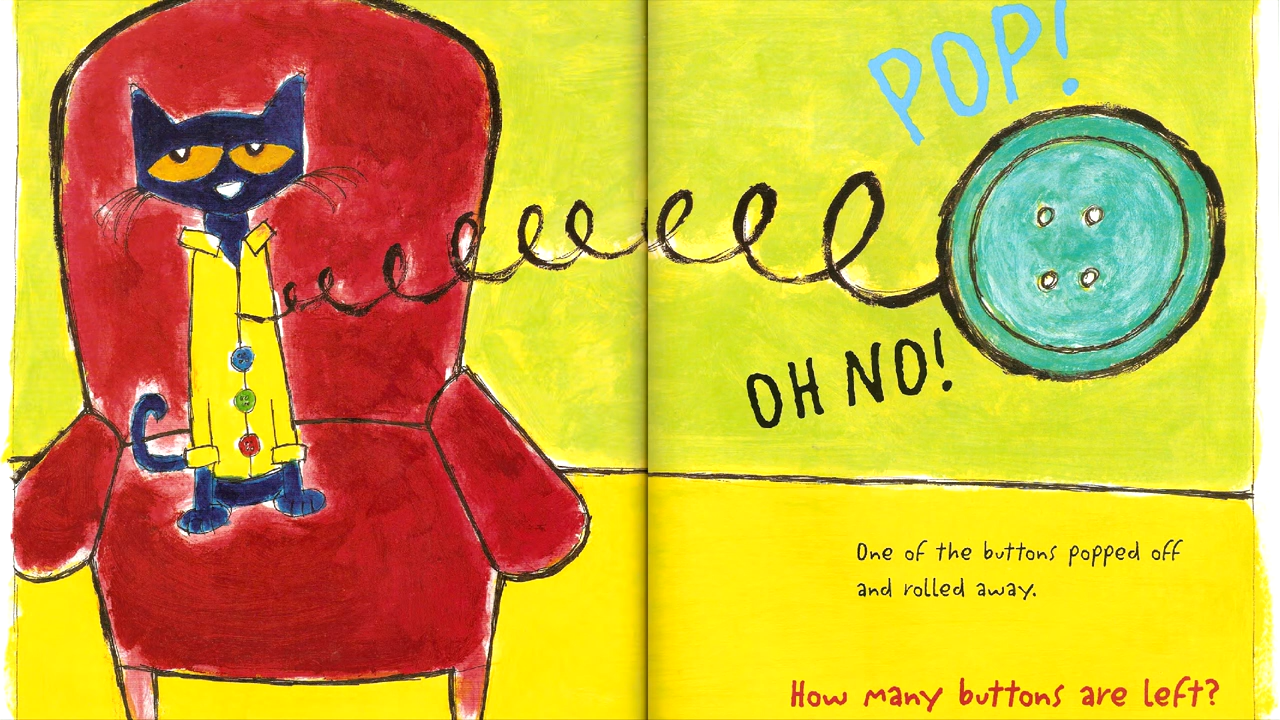 POP!
OH NO!
One of the buttons popped off
and rolled away.
How many buttons are left?